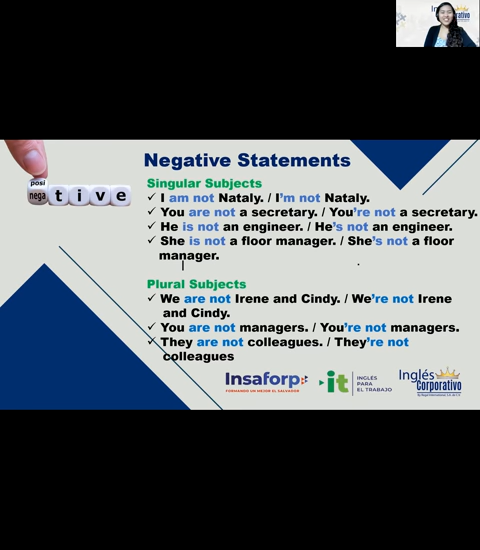 Negative Statements
posi
nega
tive
Singular Subjects
✓ I am not Nataly. / I'm not Nataly.
✓ You are not a secretary. / You're not a secretary.
✓ He is not an engineer. / He's not an engineer.
✓ She is not a floor manager. / She's not a floor
manager.
Plural Subjects
✓ We are not Irene and Cindy. / We're not Irene
and Cindy.
✓ You are not managers. / You're not managers.
✓ They are not colleagues. / They're not
colleagues
Insaforp
FORMANDO UN MEJOR EL SALVADOR
it
INGLÉS
PARA
EL TRABAJO
Inglés
Corporativo